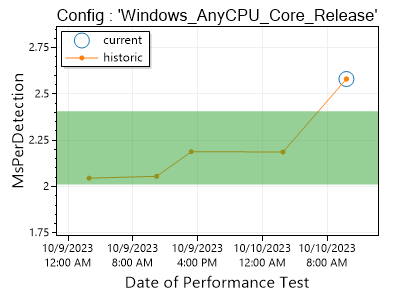 Config : 'Windows_AnyCPU_Core_Release'
current
historic
2.75
2.5
2.25
2
1.75
MsPerDetection
10/9/2023 10/9/2023 10/9/2023 10/10/2023 10/10/2023
12:00 AM 8:00 AM 4:00 PM 12:00 AM 8:00 AM
Date of Performance Test